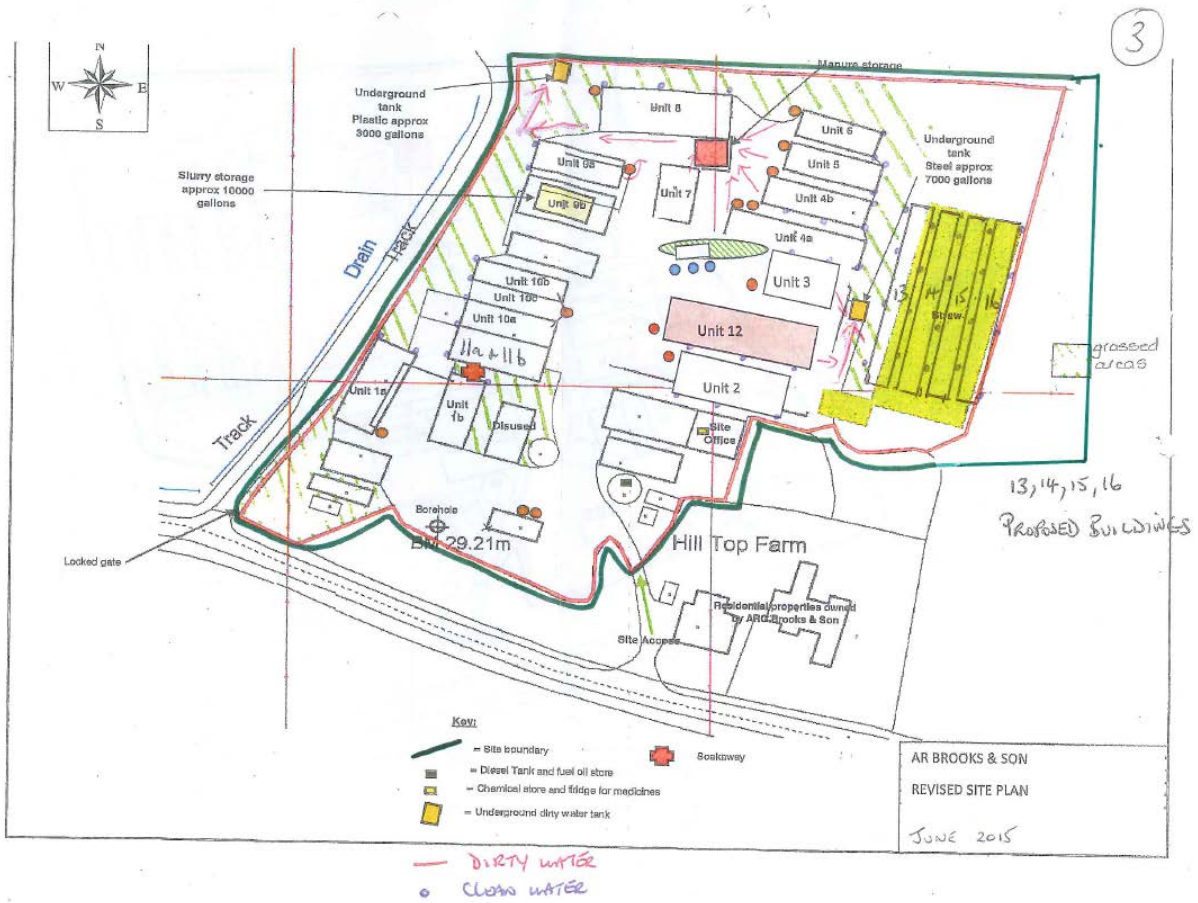 3
N
W E
S
Underground
tank
Plastic approx
3000 gallons
Manure storage
Unit 8
Unit 6
Underground
tank
Steel approx
7000 gallons
Unit 5
Unit 9a
Slurry storage
approx 10000
gallons
Unit 7
Unit 4b
Unit 9b
Drain
Track
Unit 4a
Unit 10b
Unit 3
Unit 10c
13 14 15 16
Straw
Unit 10a
Unit 12
11a & 11b
grassed
areas
Unit 1a
Unit 2
Unit
1b
Disused
Track
Site
Office
13, 14, 15, 16
PROPOSED BUILDINGS
Borehole
BM 29.21m
Hill Top Farm
Locked gate
Residential properties owned
by ARG Brooks & Son
Site Access
Key:
= Site boundary
Soakaway
= Diesel Tank and fuel oil store
= Chemical store and fridge for medicines
= Underground dirty water tank
AR BROOKS & SON
REVISED SITE PLAN
JUNE 2015
DIRTY WATER
CLEAN WATER